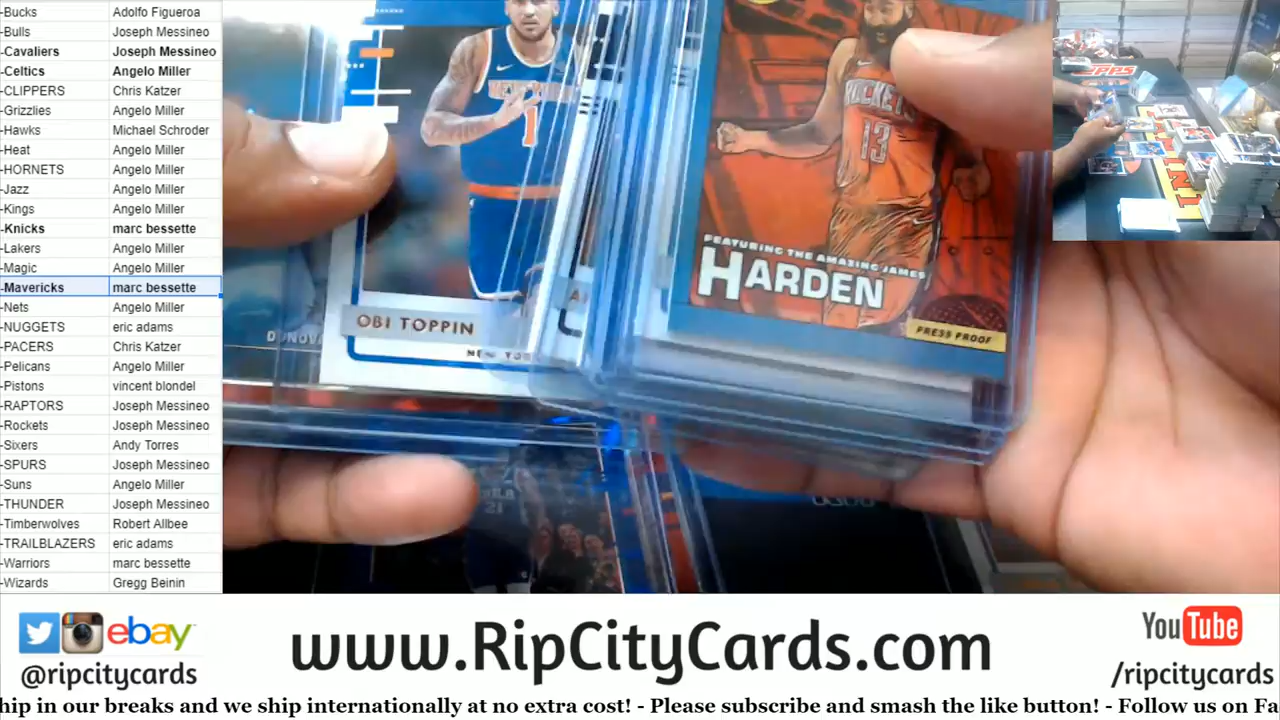 -Bucks Adolfo Figueroa
-Bulls Joseph Messineo
-Cavaliers Joseph Messineo
-Celtics Angelo Miller
-CLIPPERS Chris Katzer
-Grizzlies Angelo Miller
-Hawks Michael Schroder
-Heat Angelo Miller
-HORNETS Angelo Miller
-Jazz Angelo Miller
-Kings Angelo Miller
-Knicks marc bessette
-Lakers Angelo Miller
-Magic Angelo Miller
-Mavericks marc bessette
-Nets Angelo Miller
-NUGGETS eric adams
-PACERS Chris Katzer
-Pelicans Angelo Miller
-Pistons vincent blondel
-RAPTORS Joseph Messineo
-Rockets Joseph Messineo
-Sixers Andy Torres
-SPURS Joseph Messineo
-Suns Angelo Miller
-THUNDER Joseph Messineo
-Timberwolves Robert Allbee
-TRAILBLAZERS eric adams
-Warriors marc bessette
-Wizards Gregg Beinin
1
OBI TOPPIN
NEW YOR
DONOV
ROCKETS
13
FEATURING THE AMAZING JAMES
HARDEN
PRESS PROOF
21
TOPPS
ebay
@ripcitycards
www.RipCityCards.com
YouTube
/ripcitycards
hip in our breaks and we ship internationally at no extra cost! - Please subscribe and smash the like button! - Follow us on Fa